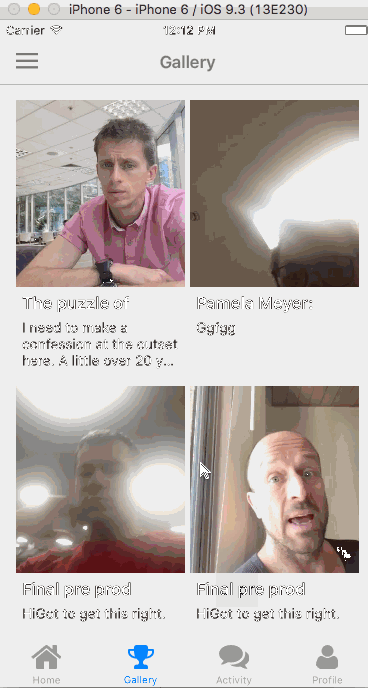 iPhone 6 - iPhone 6 / iOS 9.3 (13E230)
Carrier 12:12 PM
Gallery
The puzzle of
I need to make a
confession at the outset
here. A little over 20 y...
Pamela Meyer:
Ggfgg
Final pre prod
HiGot to get this right.
Final pre prod
HiGot to get this right.
Home Gallery Activity Profile